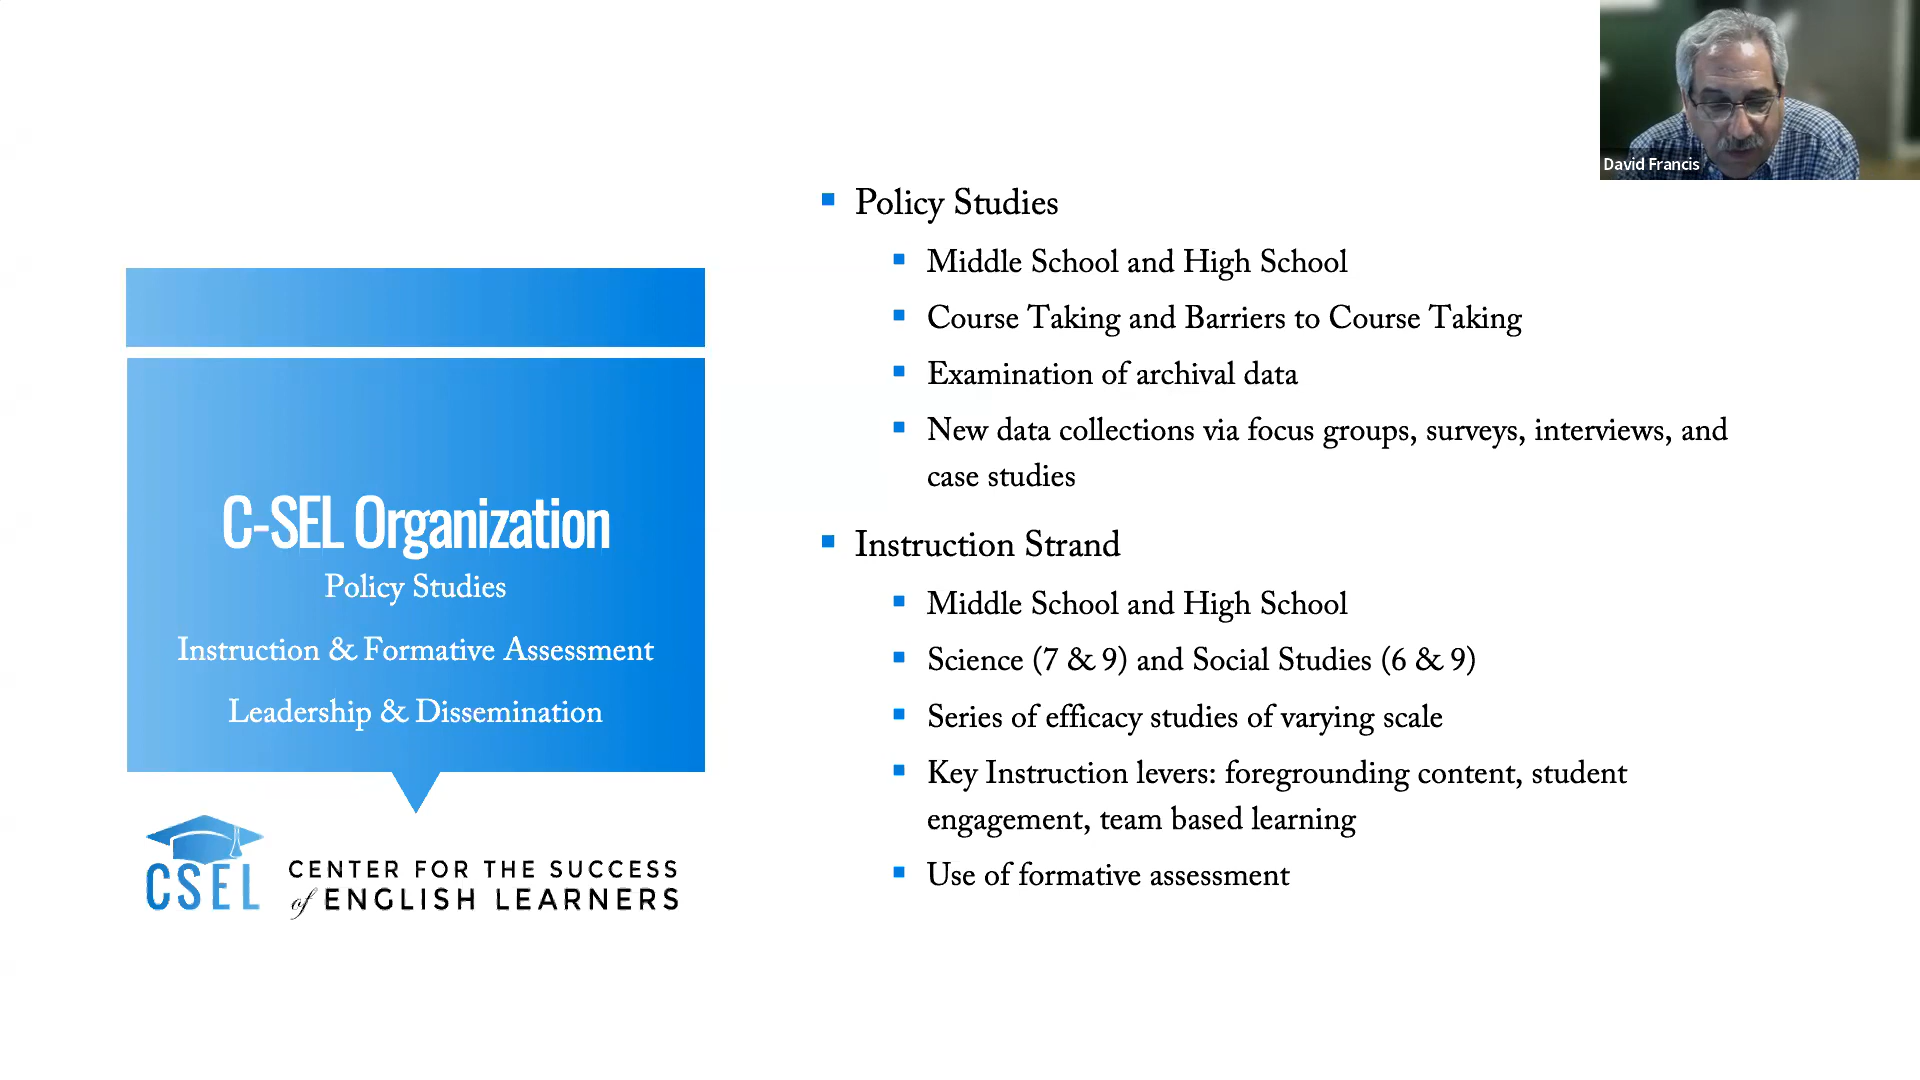 David Francis
C-SEL Organization
Policy Studies
Instruction & Formative Assessment
Leadership & Dissemination
CSEL
CENTER FOR THE SUCCESS
of ENGLISH LEARNERS
Policy Studies
Middle School and High School
Course Taking and Barriers to Course Taking
Examination of archival data
New data collections via focus groups, surveys, interviews, and
case studies
Instruction Strand
Middle School and High School
Science (7 & 9) and Social Studies (6 & 9)
Series of efficacy studies of varying scale
Key Instruction levers: foregrounding content, student
engagement, team based learning
Use of formative assessment